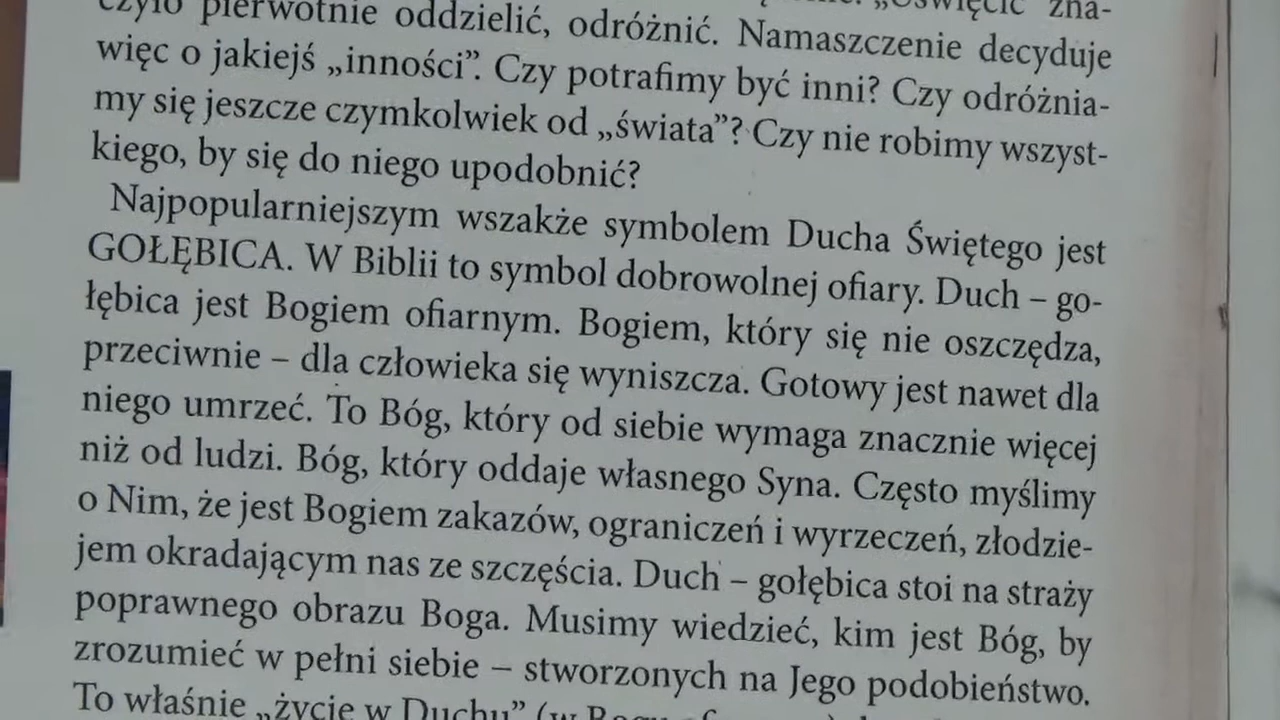 czyło pierwotnie oddzielić, odróżnić. Namaszczenie decyduje
więc o jakiejś „inności”. Czy potrafimy być inni? Czy odróżnia-
my się jeszcze czymkolwiek od „świata”? Czy nie robimy wszyst-
kiego, by się do niego upodobnić?
Najpopularniejszym wszakże symbolem Ducha Świętego jest
GOŁĘBICA. W Biblii to symbol dobrowolnej ofiary. Duch – go-
łębica jest Bogiem ofiarnym. Bogiem, który się nie oszczędza,
przeciwnie – dla człowieka się wyniszcza. Gotowy jest nawet dla
niego umrzeć. To Bóg, który od siebie wymaga znacznie więcej
niż od ludzi. Bóg, który oddaje własnego Syna. Często myślimy
o Nim, że jest Bogiem zakazów, ograniczeń i wyrzeczeń, złodzie-
jem okradającym nas ze szczęścia. Duch – gołębica stoi na straży
poprawnego obrazu Boga. Musimy wiedzieć, kim jest Bóg, by
zrozumieć w pełni siebie – stworzonych na Jego podobieństwo.
To właśnie „życie w Duchu” (w Bogu